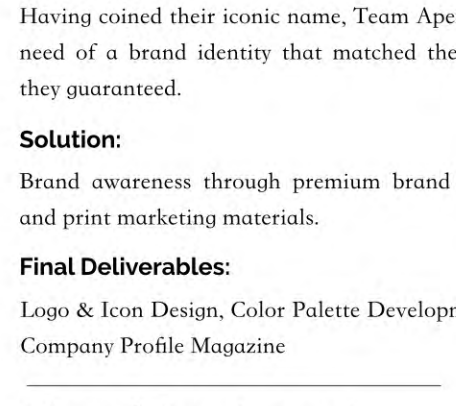 Having coined their iconic name, Team Ape
need of a brand identity that matched the
they guaranteed.
Solution:
Brand awareness through premium brand
and print marketing materials.
Final Deliverables:
Logo & Icon Design, Color Palette Develop
Company Profile Magazine